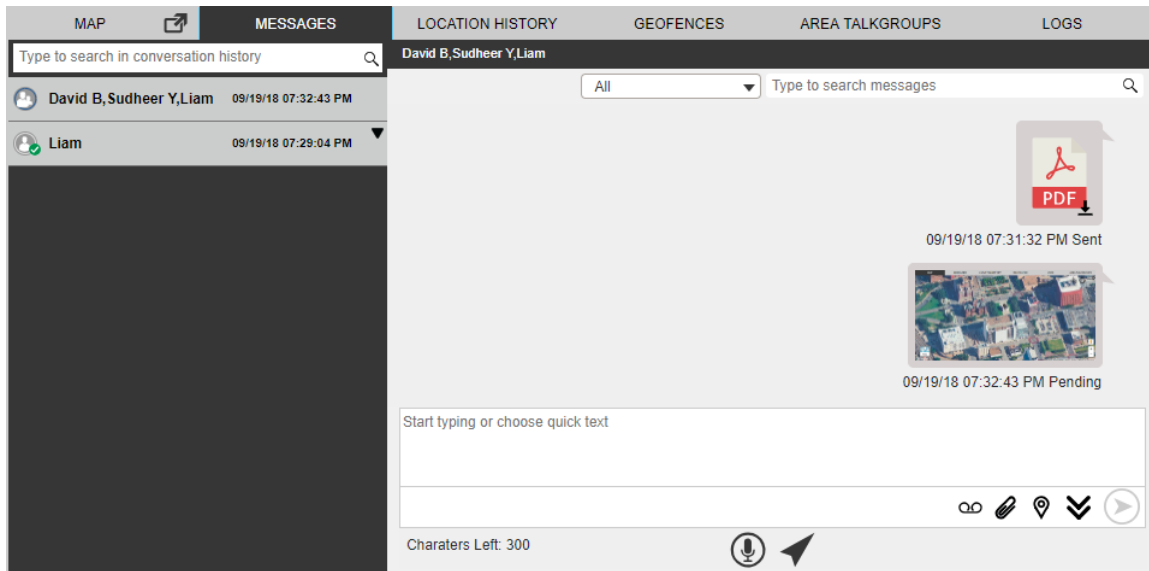 MAP
MESSAGES
LOCATION HISTORY
GEOFENCES
AREA TALKGROUPS
LOGS
Type to search in conversation history
David B,Sudheer Y,Liam 09/19/18 07:32:43 PM
Liam 09/19/18 07:29:04 PM
David B,Sudheer Y,Liam
All
Type to search messages
PDF
09/19/18 07:31:32 PM Sent
09/19/18 07:32:43 PM Pending
Start typing or choose quick text
Charaters Left: 300